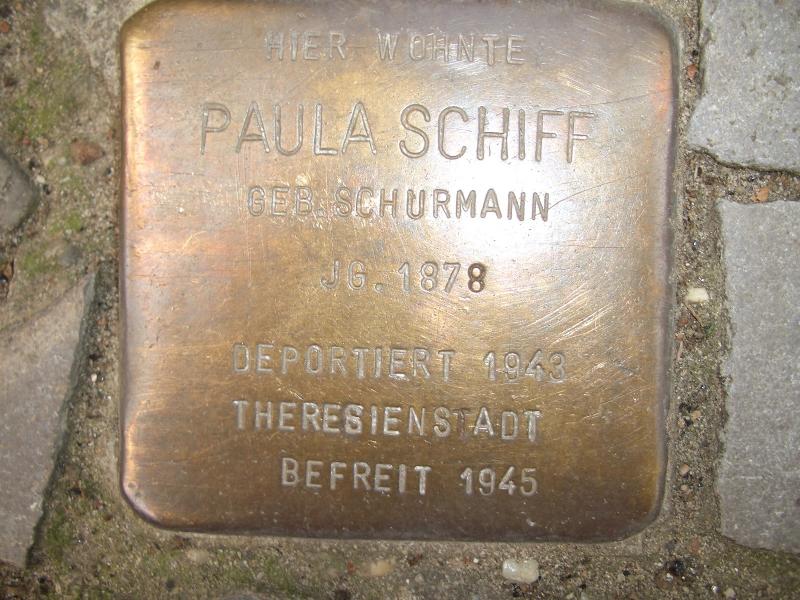 HIER WOHNTE
PAULA SCHIFF
GEB. SCHURMANN
JG. 1878
DEPORTIERT 1943
THERESIENSTADT
BEFREIT 1945